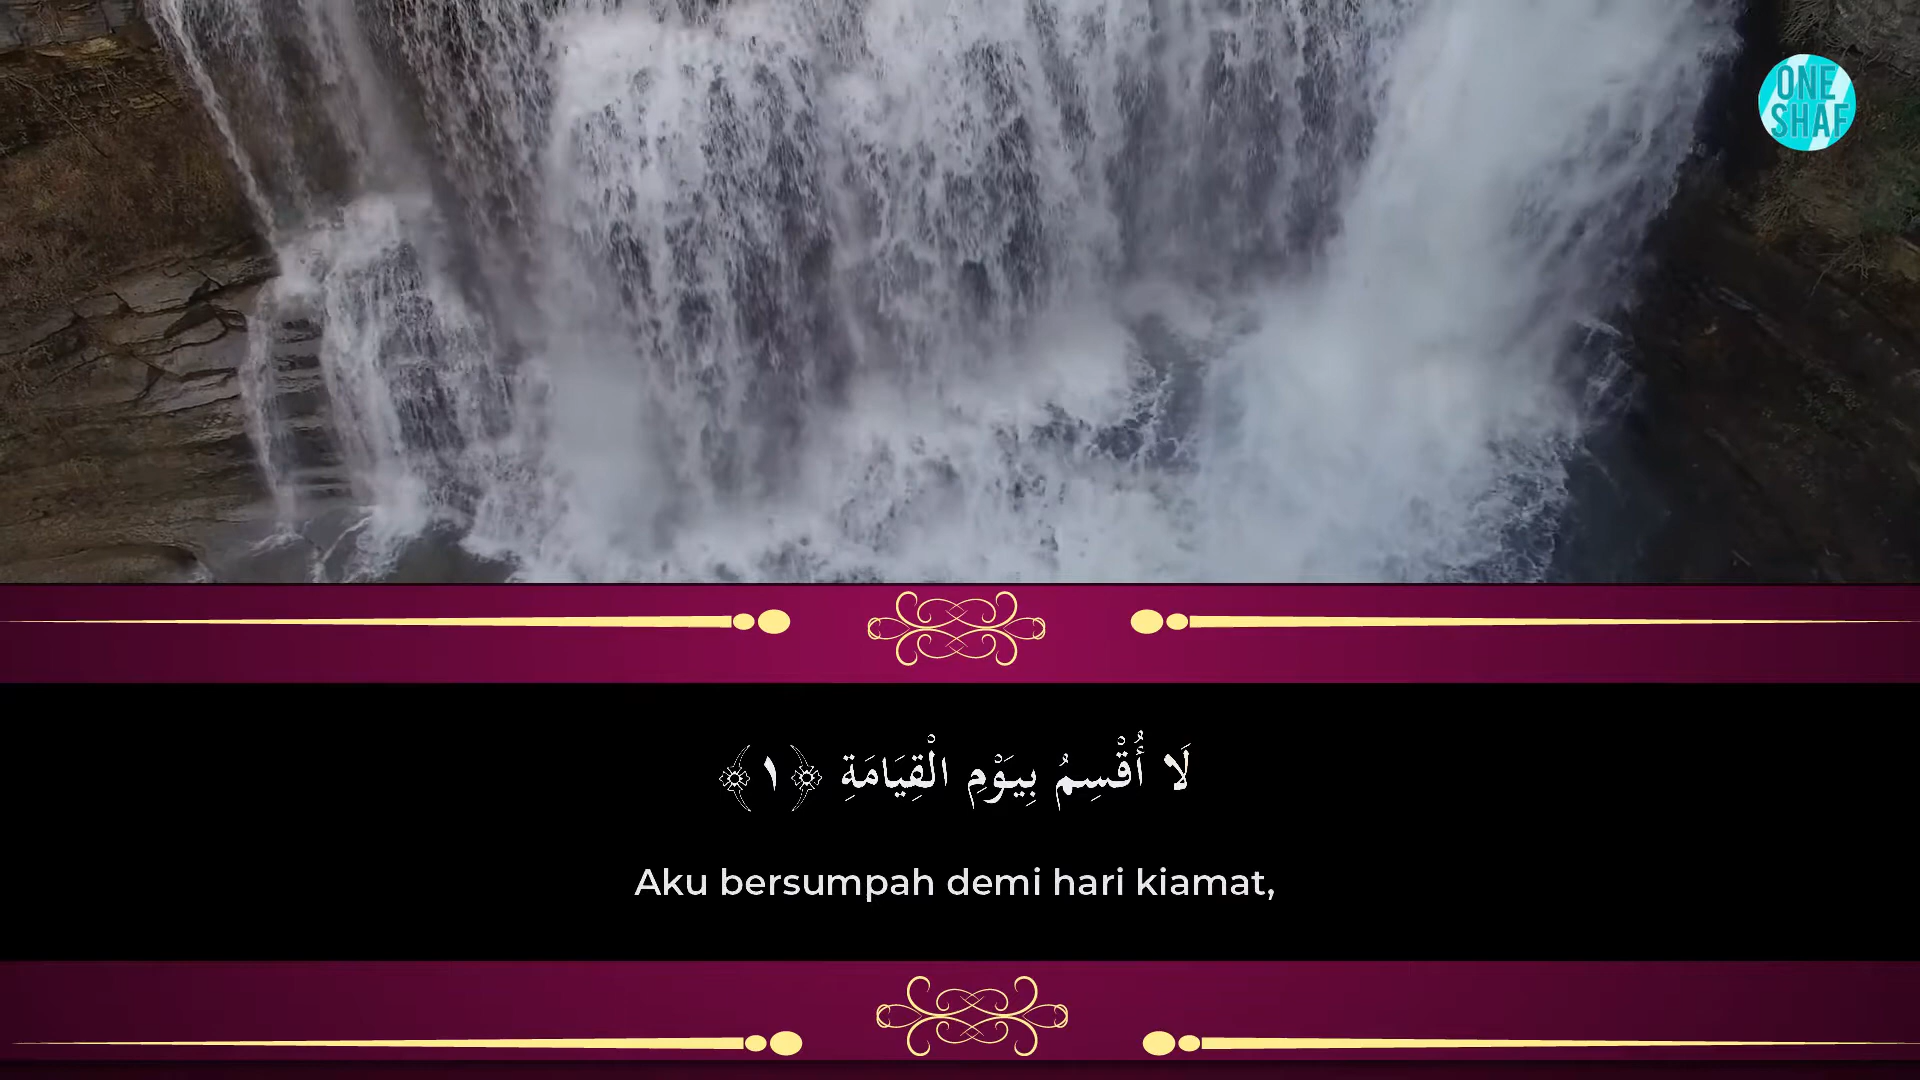 ONE
SHAF
لَا أُقْسِمُ بِيَوْمِ الْقِيَامَةِ ﴿١﴾
Aku bersumpah demi hari kiamat,